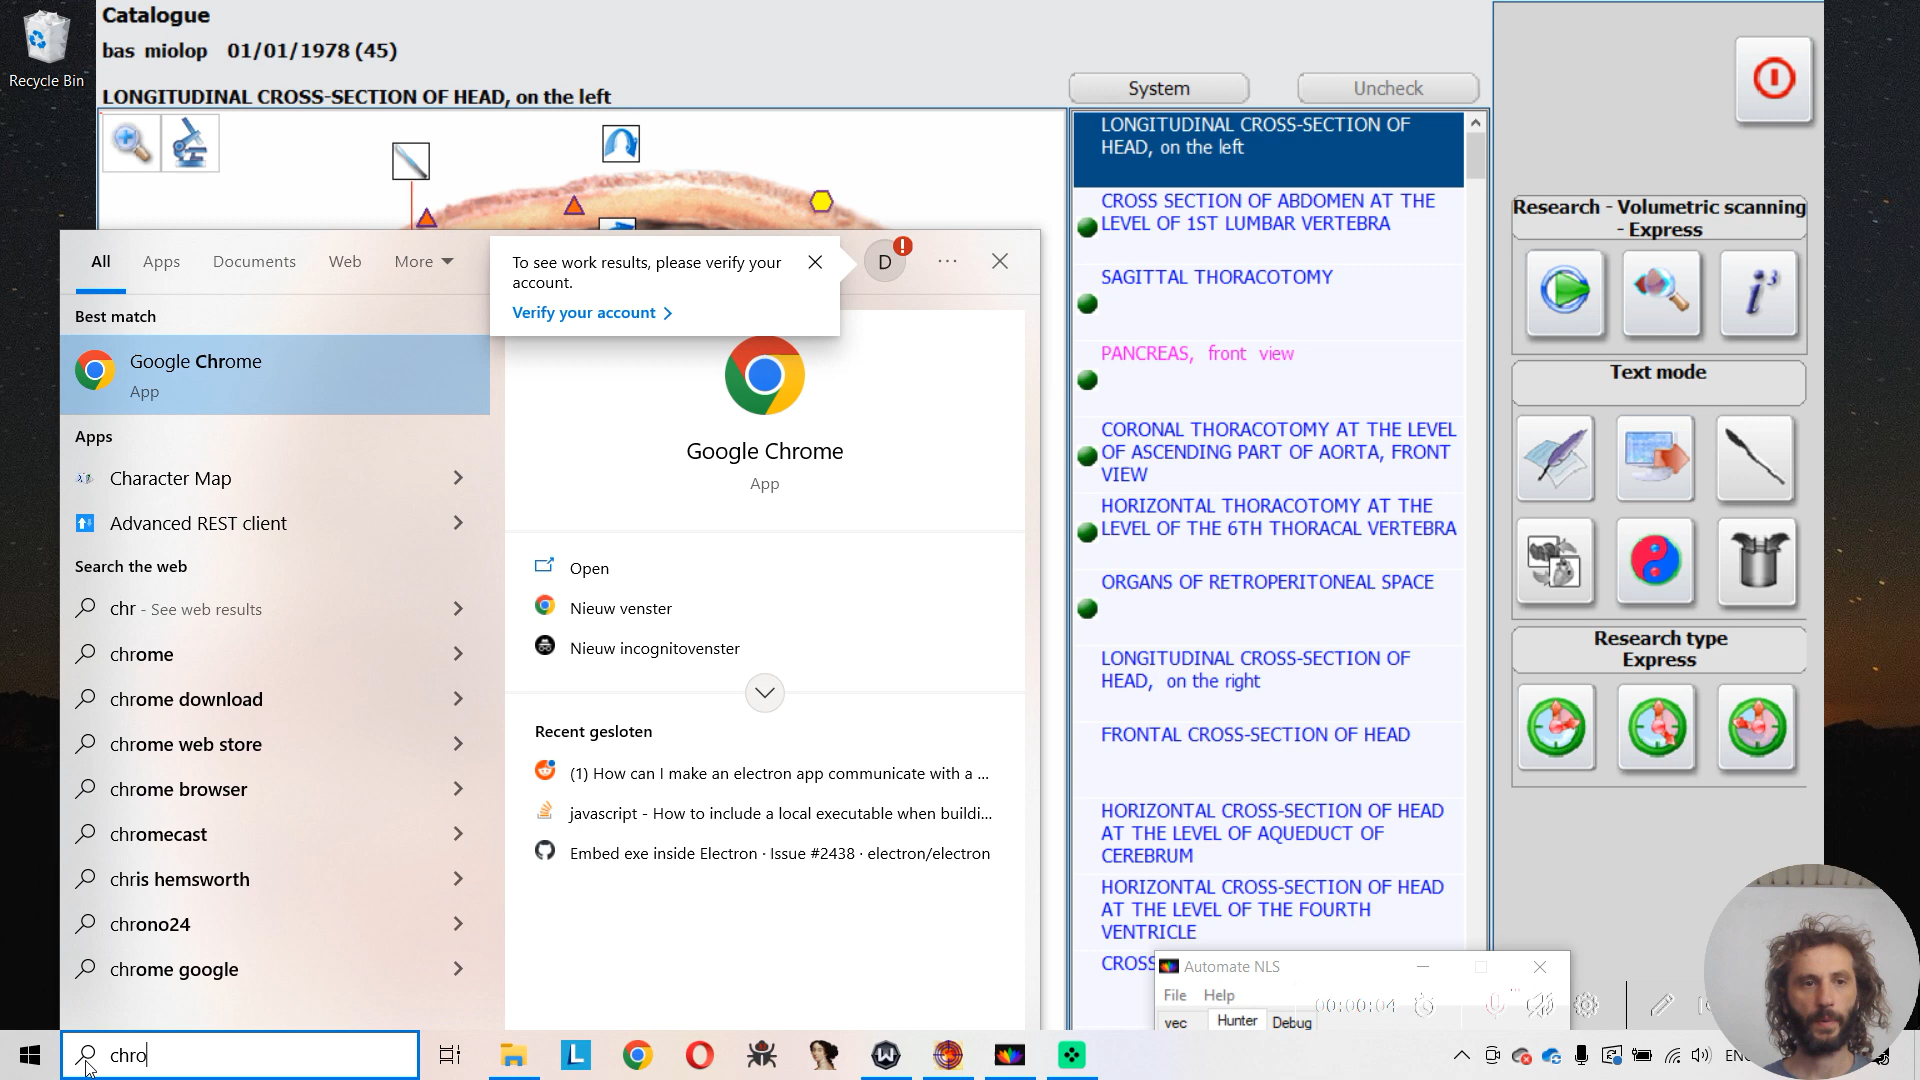 Recycle Bin
Catalogue
bas miolop 01/01/1978 (45)
LONGITUDINAL CROSS-SECTION OF HEAD, on the left
System
Uncheck
LONGITUDINAL CROSS-SECTION OF
HEAD, on the left
CROSS SECTION OF ABDOMEN AT THE
LEVEL OF 1ST LUMBAR VERTEBRA
SAGITTAL THORACOTOMY
PANCREAS, front view
CORONAL THORACOTOMY AT THE LEVEL
OF ASCENDING PART OF AORTA, FRONT
VIEW
HORIZONTAL THORACOTOMY AT THE
LEVEL OF THE 6TH THORACAL VERTEBRA
ORGANS OF RETROPERITONEAL SPACE
LONGITUDINAL CROSS-SECTION OF
HEAD, on the right
FRONTAL CROSS-SECTION OF HEAD
HORIZONTAL CROSS-SECTION OF HEAD
AT THE LEVEL OF AQUEDUCT OF
CEREBRUM
HORIZONTAL CROSS-SECTION OF HEAD
AT THE LEVEL OF THE FOURTH
VENTRICLE
CROSS
Research - Volumetric scanning
- Express
i3
Text mode
Research type
Express
All Apps Documents Web More
To see work results, please verify your
account.
Verify your account
D
Best match
Google Chrome
App
Apps
Character Map
Advanced REST client
Search the web
chr - See web results
chrome
chrome download
chrome web store
chrome browser
chromecast
chris hemsworth
chrono24
chrome google
Google Chrome
App
Open
Nieuw venster
Nieuw incognitovenster
Recent gesloten
(1) How can I make an electron app communicate with a ...
javascript - How to include a local executable when buildi...
Embed exe inside Electron · Issue #2438 · electron/electron
Automate NLS
File Help
vec Hunter Debug
00:00:04
chro
L
W